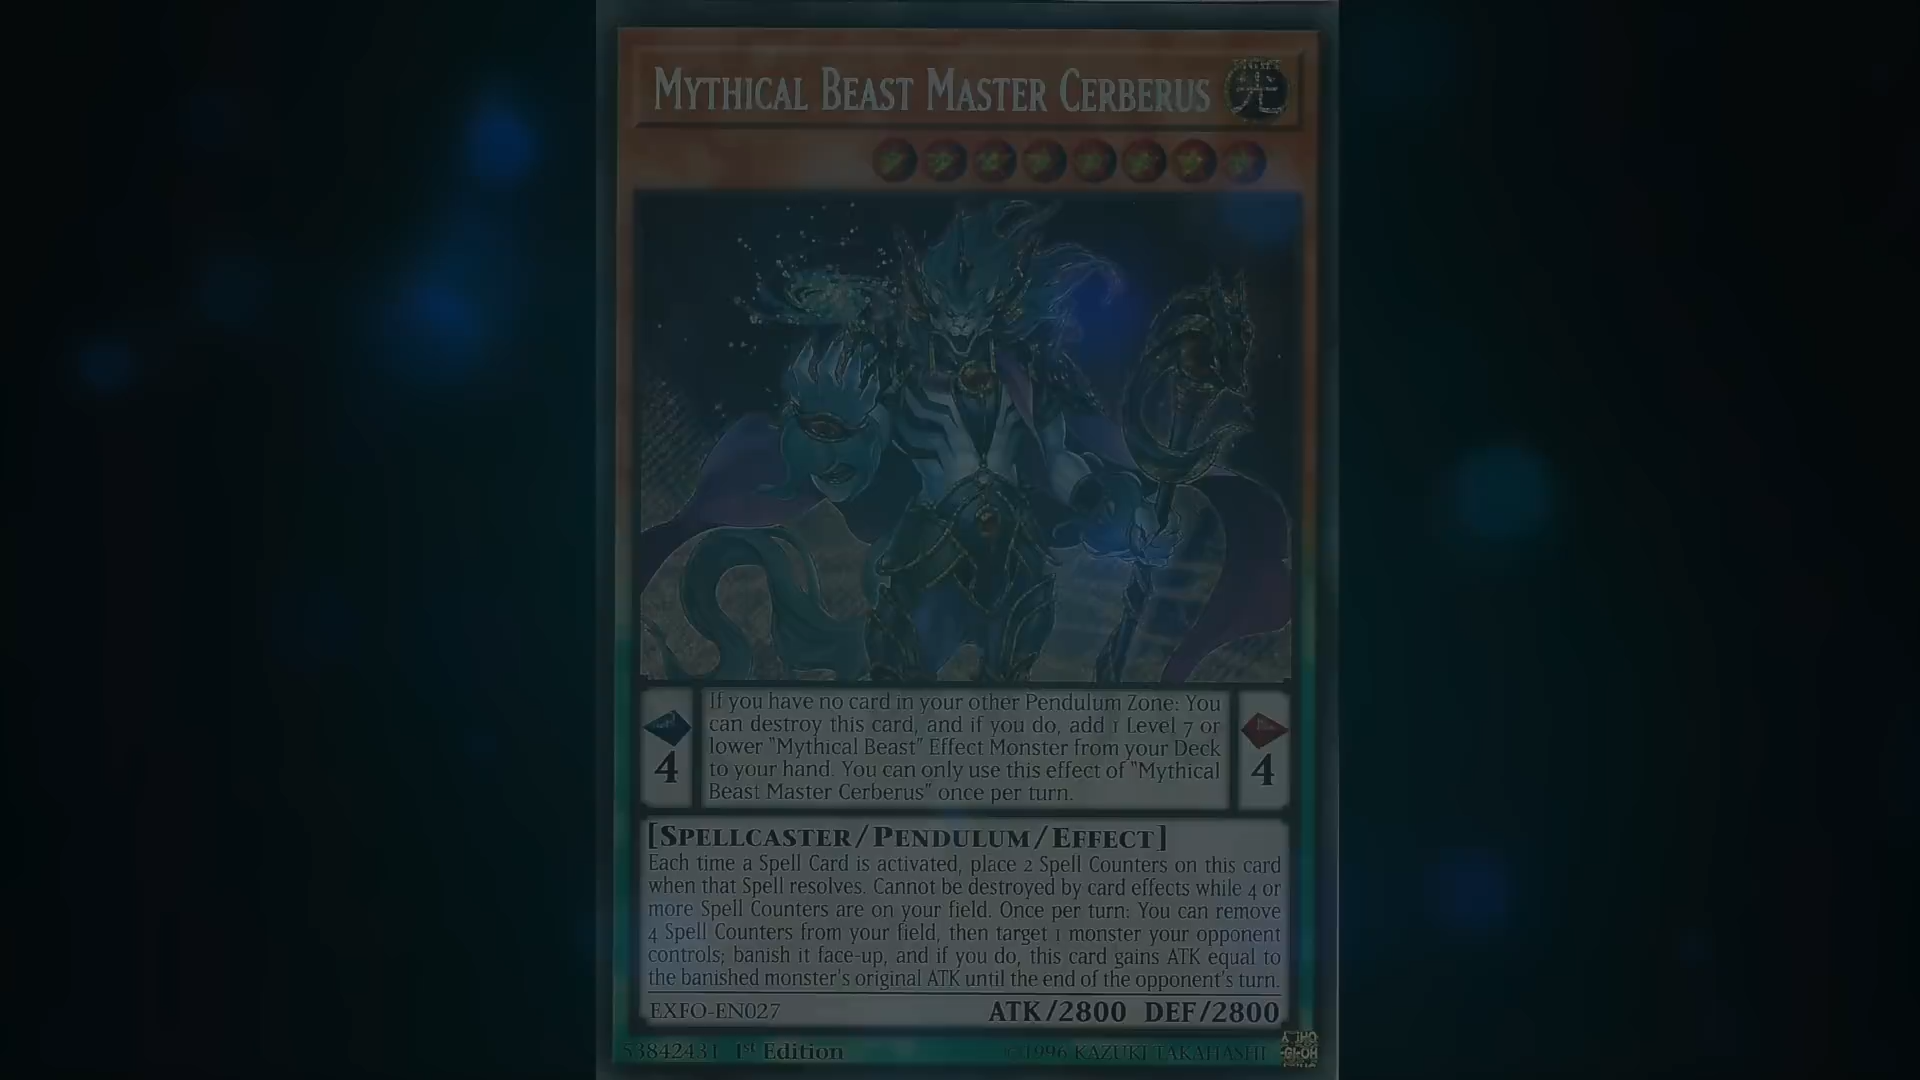 MYTHICAL BEAST MASTER CERBERUS
光
If you have no card in your other Pendulum Zone: You
can destroy this card, and if you do, add 1 Level 7 or
lower "Mythical Beast" Effect Monster from your Deck
to your hand. You can only use this effect of "Mythical
Beast Master Cerberus" once per turn.
4
4
[SPELLCASTER/PENDULUM/EFFECT]
Each time a Spell Card is activated, place 2 Spell Counters on this card
when that Spell resolves. Cannot be destroyed by card effects while 4 or
more Spell Counters are on your field. Once per turn: You can remove
4 Spell Counters from your field, then target 1 monster your opponent
controls; banish it face-up, and if you do, this card gains ATK equal to
the banished monster's original ATK until the end of the opponent's turn.
EXFO-EN027 ATK/2800 DEF/2800
53842431 1st Edition ©1996 KAZUKI TAKAHASHI